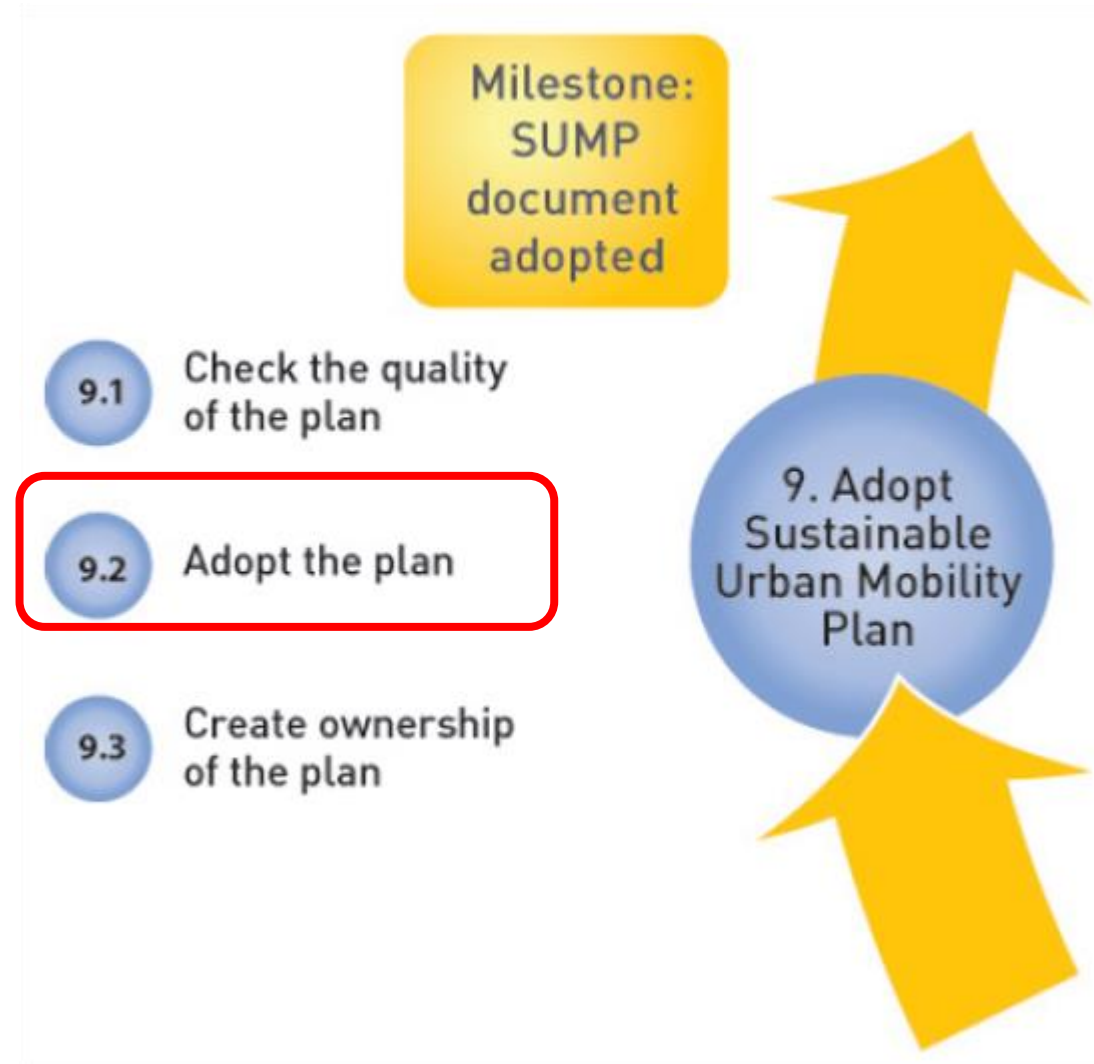 Milestone:
SUMP
document
adopted
9.1 Check the quality
of the plan
9.2 Adopt the plan
9.3 Create ownership
of the plan
9. Adopt
Sustainable
Urban Mobility
Plan